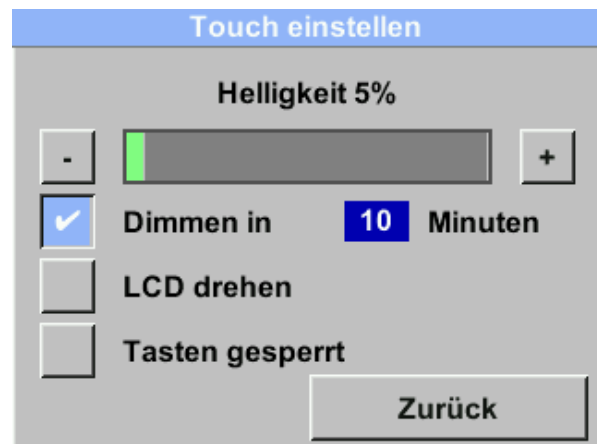 Touch einstellen
Helligkeit 5%
- +
✔ Dimmen in 10 Minuten
LCD drehen
Tasten gesperrt
Zurück